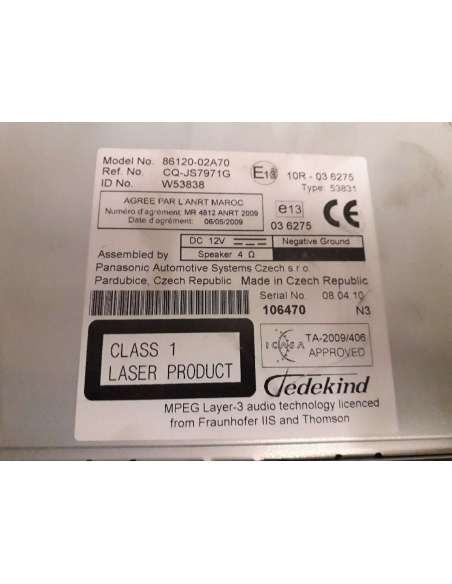 Model No. 86120-02A70
Ref. No. CQ-JS7971G
ID No. W53838
E13 10R - 03 6275
Type: 53831
AGREE PAR L'ANRT MAROC
Numéro d'agrément: MR 4812 ANRT 2009
Date d'agrément: 06/05/2009
e13
03 6275
CE
DC 12V
Speaker 4 Ω
Negative Ground
Assembled by
Panasonic Automotive Systems Czech s.r.o.
Pardubice, Czech Republic Made in Czech Republic
Serial No. 08.04.10
106470 N3
CLASS 1
LASER PRODUCT
ICASA
TA-2009/406
APPROVED
Gedekind
MPEG Layer-3 audio technology licenced
from Fraunhofer IIS and Thomson